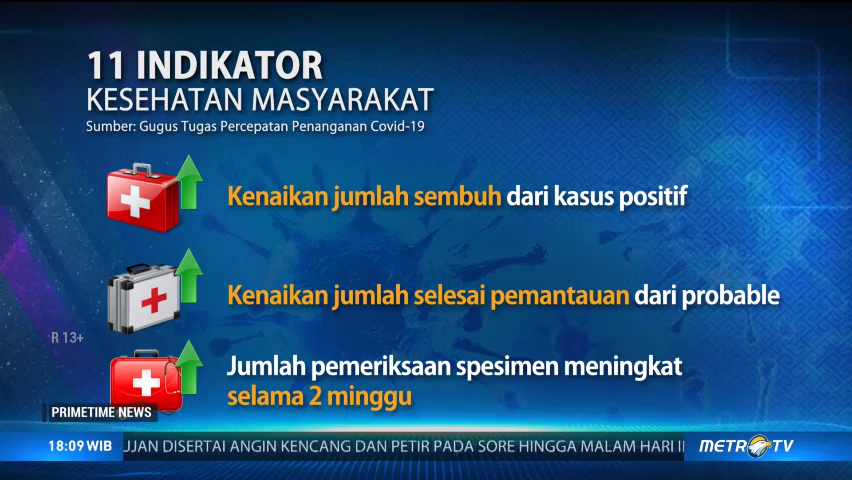 11 INDIKATOR
KESEHATAN MASYARAKAT
Sumber: Gugus Tugas Percepatan Penanganan Covid-19
Kenaikan jumlah sembuh dari kasus positif
Kenaikan jumlah selesai pemantauan dari probable
R 13+
Jumlah pemeriksaan spesimen meningkat
selama 2 minggu
PRIMETIME NEWS
18:09 WIB DISERTAI ANGIN KENCANG DAN PETIR PADA SORE HINGGA MALAM HARI METRO TV